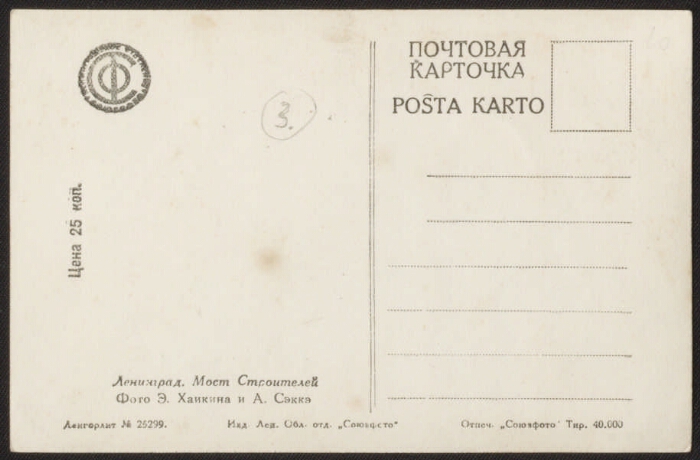 ПОЧТОВАЯ
КАРТОЧКА
POŜTA KARTO
Ф
3.
Цена 25 коп.
Ленинград. Мост Строителей
Фото Э. Хаикина и А. Сэккэ
Ленгорлит № 25299.
Изд. Лен. Обл. отд. „Союзфото"
Отпеч. „Союзфото" Тир. 40.000